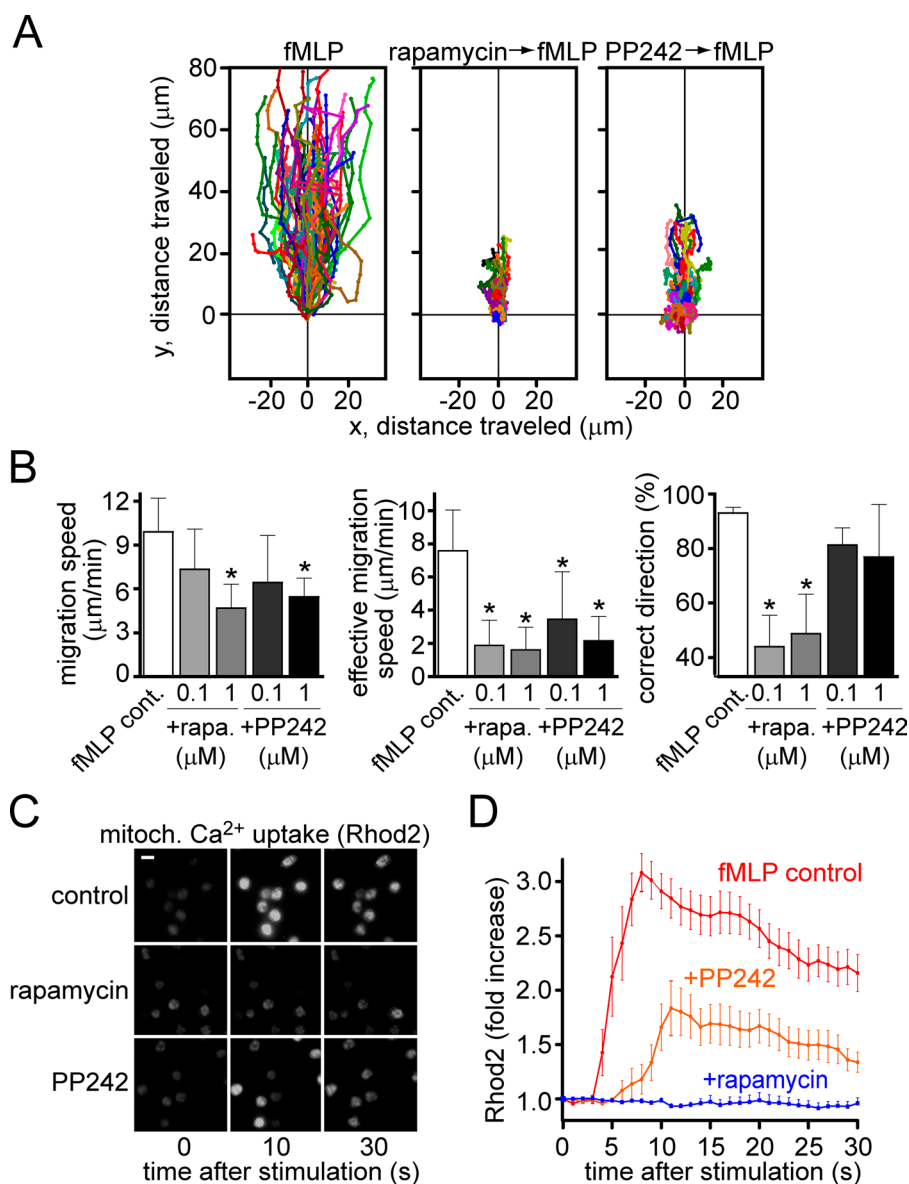 A
fMLP
rapamycin→fMLP
PP242→fMLP
y, distance traveled (μm)
80
60
40
20
0
-20 0 20
-20 0 20
-20 0 20
x, distance traveled (μm)
B
migration speed
(μm/min)
12
9
6
3
0
fMLP cont.
0.1 1
0.1 1
+rapa.
(μM)
+PP242
(μM)
* *
effective migration
speed (μm/min)
10
8
6
4
2
0
fMLP cont.
0.1 1
0.1 1
+rapa.
(μM)
+PP242
(μM)
* * * *
correct direction (%)
100
80
60
40
fMLP cont.
0.1 1
0.1 1
+rapa.
(μM)
+PP242
(μM)
* *
C
mitoch. Ca²⁺ uptake (Rhod2)
control
rapamycin
PP242
0 10 30
time after stimulation (s)
D
Rhod2 (fold increase)
3.0
2.5
2.0
1.5
1.0
fMLP control
+PP242
+rapamycin
0 5 10 15 20 25 30
time after stimulation (s)